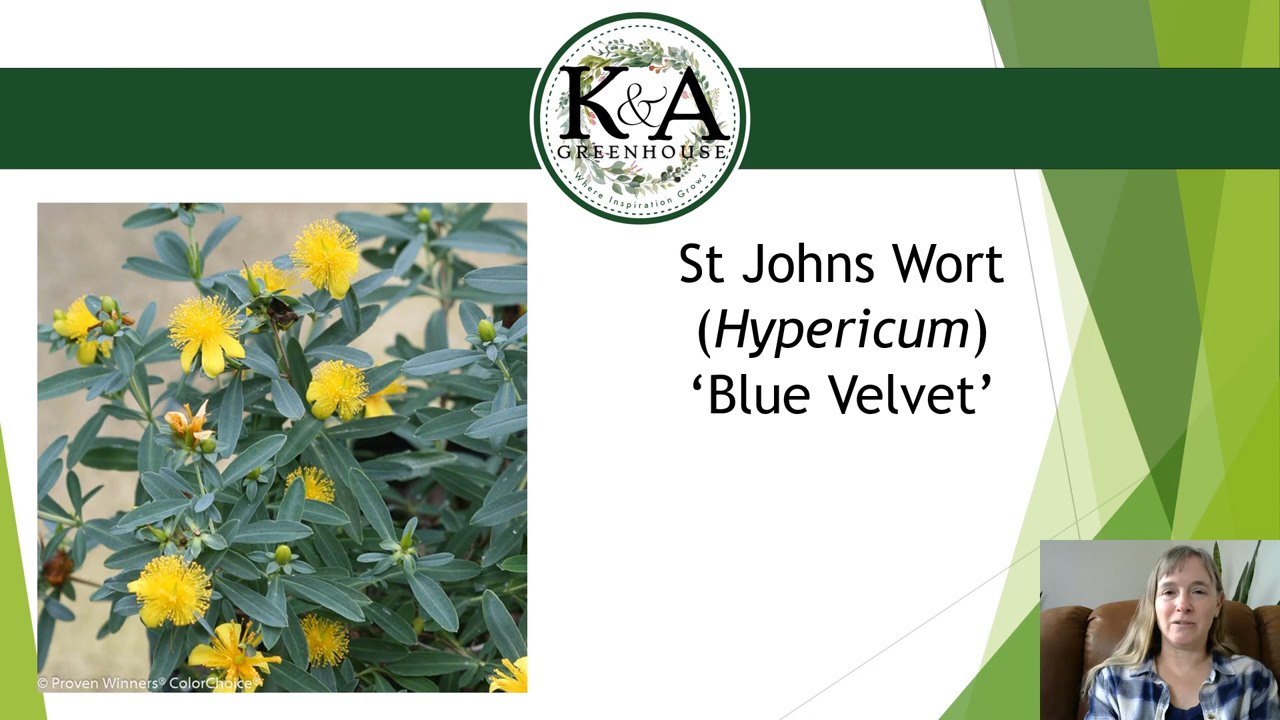 K&A
GREENHOUSE
Where Inspiration Grows
St Johns Wort
(Hypericum)
‘Blue Velvet’
© Proven Winners® ColorChoice®